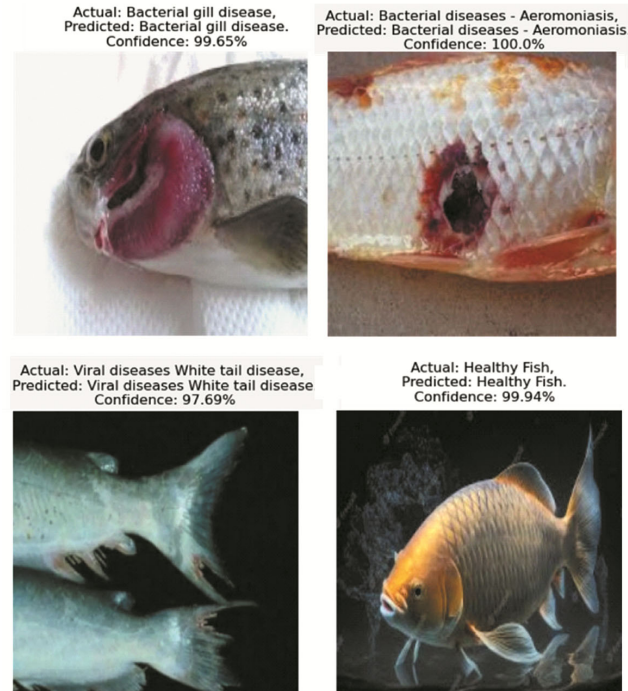 Actual: Bacterial gill disease,
Predicted: Bacterial gill disease.
Confidence: 99.65%
Actual: Bacterial diseases - Aeromoniasis,
Predicted: Bacterial diseases - Aeromoniasis
Confidence: 100.0%
Actual: Viral diseases White tail disease,
Predicted: Viral diseases White tail disease
Confidence: 97.69%
Actual: Healthy Fish,
Predicted: Healthy Fish.
Confidence: 99.94%